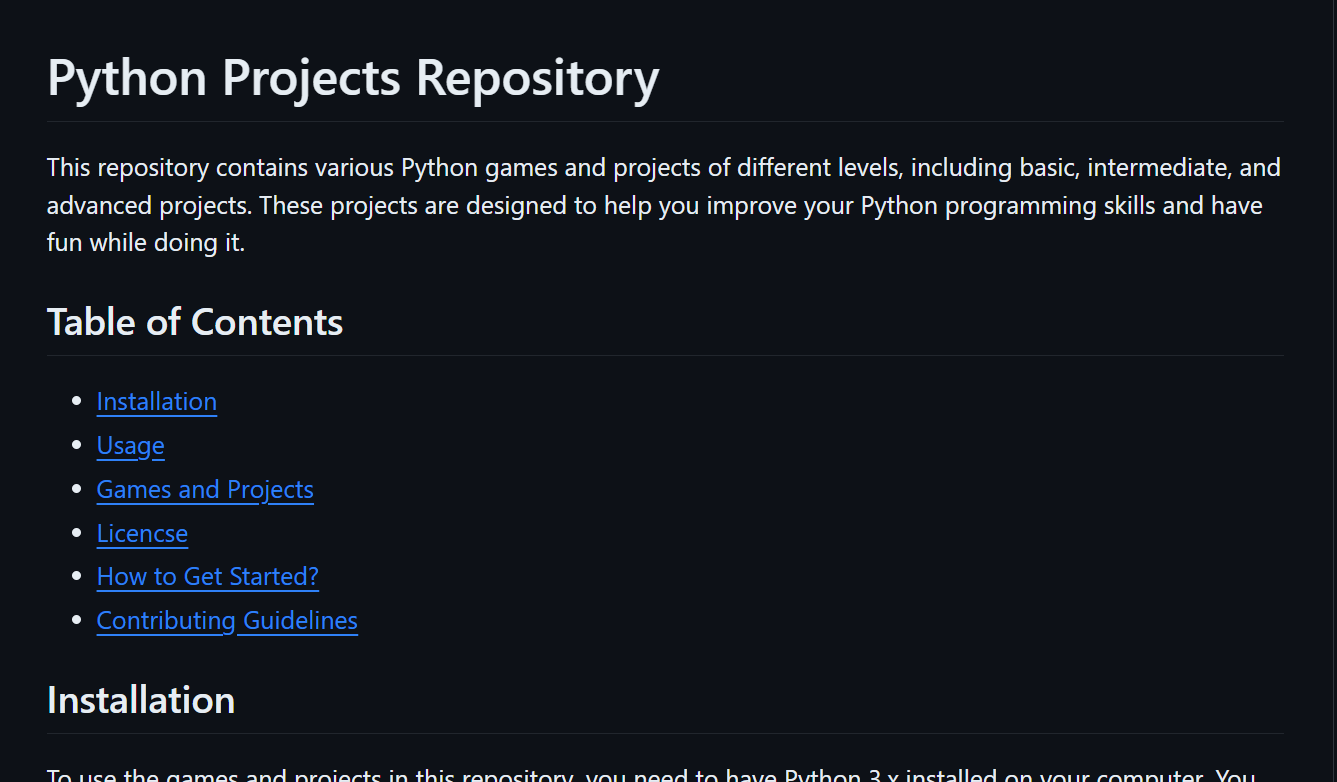 Python Projects Repository
This repository contains various Python games and projects of different levels, including basic, intermediate, and
advanced projects. These projects are designed to help you improve your Python programming skills and have
fun while doing it.
Table of Contents
Installation
Usage
Games and Projects
Licencse
How to Get Started?
Contributing Guidelines
Installation
To use the games and projects in this repository, you need to have Python 3.x installed on your computer. You